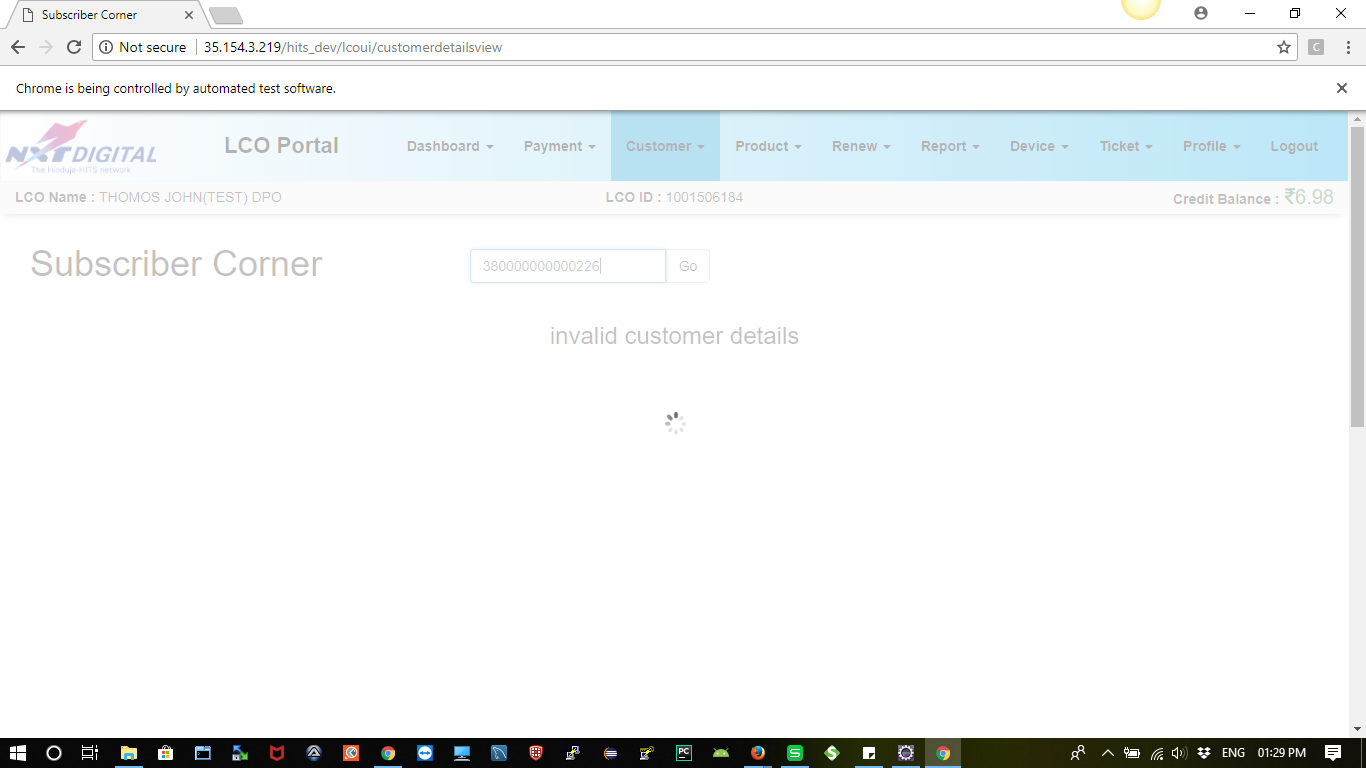 Subscriber Corner
Not secure 35.154.3.219/hits_dev/lcoui/customerdetailsview
C
Chrome is being controlled by automated test software.
NXTDIGITAL
The Hinduja-HITS network
LCO Portal Dashboard Payment Customer Product Renew Report Device Ticket Profile Logout
LCO Name : THOMOS JOHN(TEST) DPO LCO ID : 1001506184 Credit Balance : ₹6.98
Subscriber Corner 380000000000226 Go
invalid customer details
PC S S ENG 01:29 PM